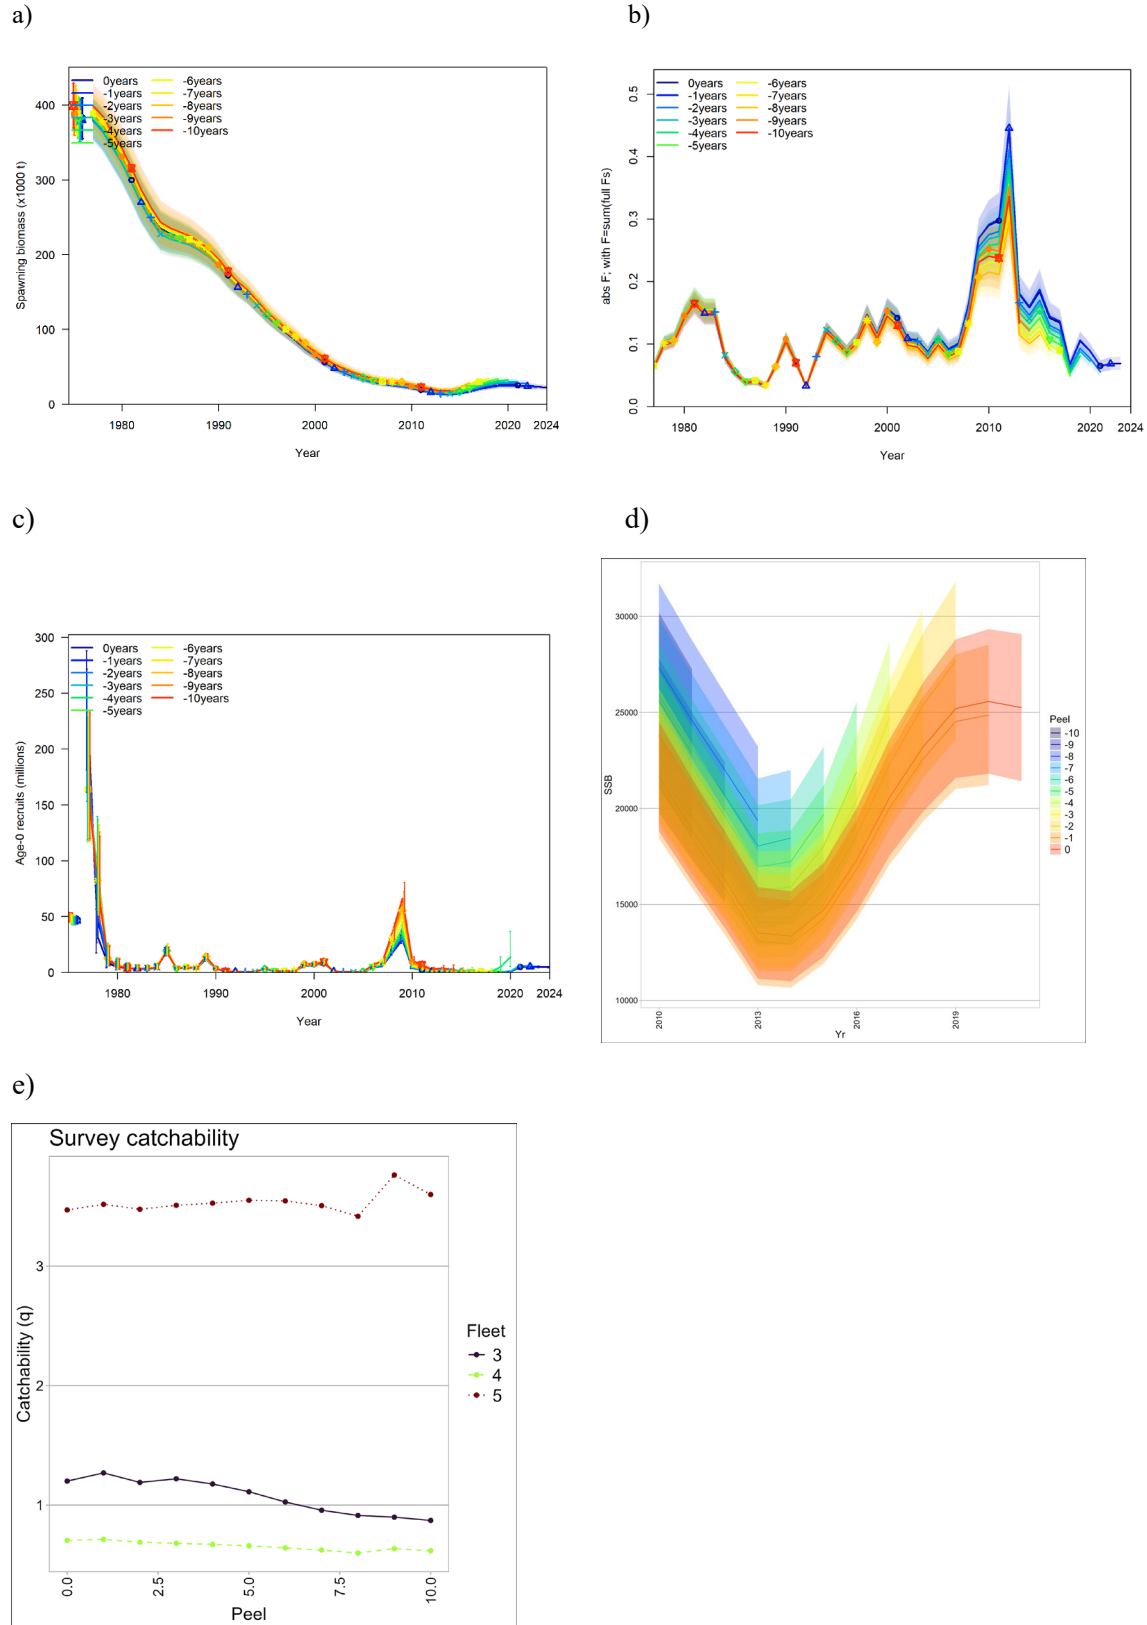 a)
0years
-1years
-2years
-3years
-4years
-5years
-6years
-7years
-8years
-9years
-10years
Spawning biomass (x1000 t)
400
300
200
100
0
1980
1990
2000
2010
2020
2024
Year
b)
0years
-1years
-2years
-3years
-4years
-5years
-6years
-7years
-8years
-9years
-10years
abs F; with F=sum(full Fs)
0.5
0.4
0.3
0.2
0.1
0.0
1980
1990
2000
2010
2020
2024
Year
c)
0years
-1years
-2years
-3years
-4years
-5years
-6years
-7years
-8years
-9years
-10years
Age-0 recruits (millions)
300
250
200
150
100
50
0
1980
1990
2000
2010
2020
2024
Year
d)
SSB
30000
25000
20000
15000
10000
2010
2013
2016
2019
Yr
Peel
-10
-9
-8
-7
-6
-5
-4
-3
-2
-1
0
e)
Survey catchability
Catchability (q)
3
2
1
0.0
2.5
5.0
7.5
10.0
Peel
Fleet
3
4
5